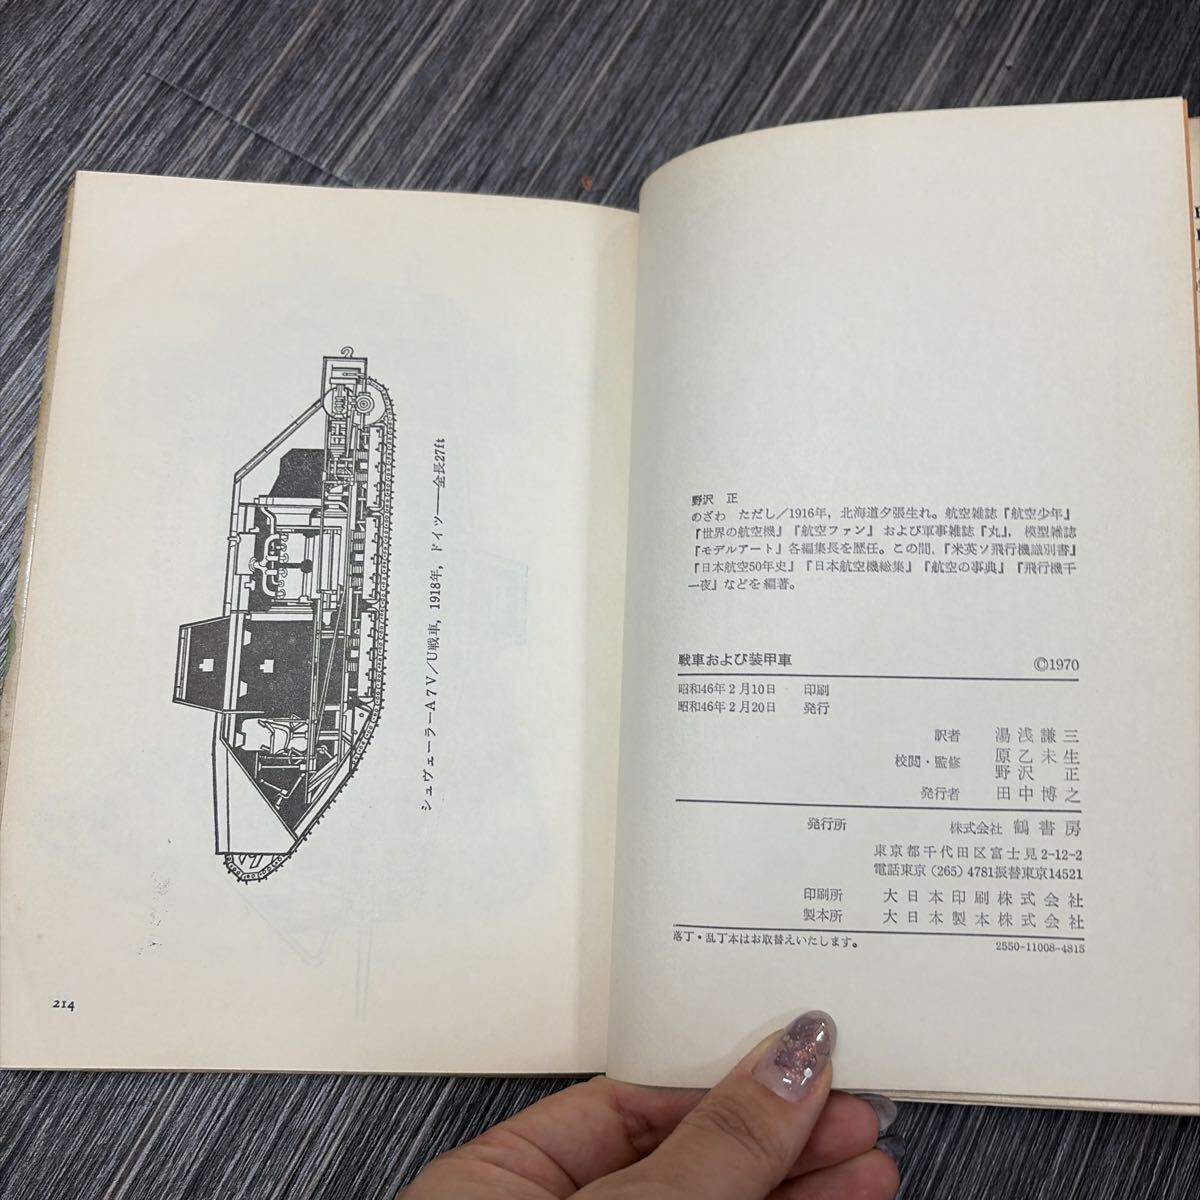 シュヴェーラーA7V／U戦車，1918年，ドイツ——全長27ft
214
野沢 正
のざわ ただし／1916年，北海道夕張生れ。航空雑誌『航空少年』
『世界の航空機』『航空ファン』および軍事雑誌『丸』，模型雑誌
『モデルアート』各編集長を歴任。この間，『米英ソ飛行機識別書』
『日本航空50年史』『日本航空機総集』『航空の事典』『飛行機千
一夜』などを編著。
戦車および装甲車 ©1970
昭和46年2月10日 印刷
昭和46年2月20日 発行
訳者 湯浅謙三
校閲・監修 原乙未生
野沢 正
発行者 田中博之
発行所 株式会社 鶴書房
東京都千代田区富士見2-12-2
電話東京（265）4781振替東京14521
印刷所 大日本印刷株式会社
製本所 大日本製本株式会社
落丁・乱丁本はお取替えいたします。 2550-11008-4815